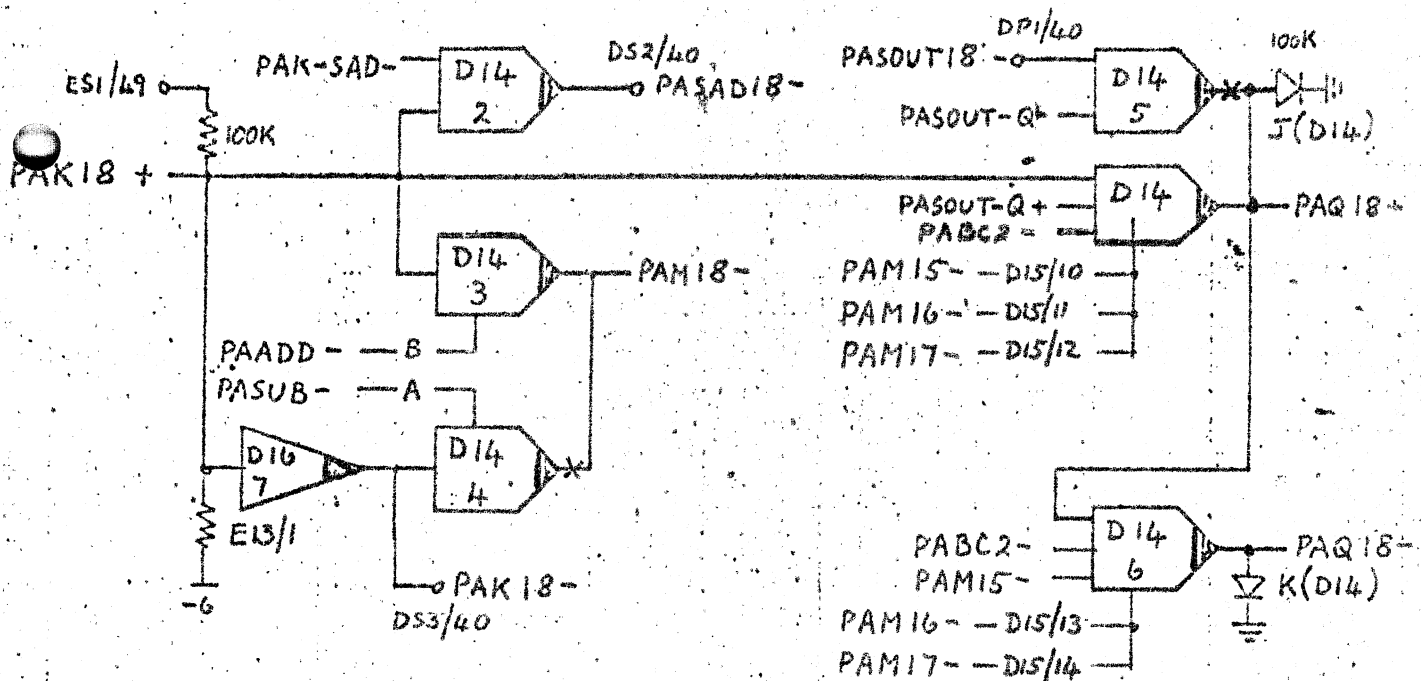 ES1/49
100K
PAK18 +
PAK-SAD-
D14
2
DS2/40
PASAD18-
D14
3
PAM18-
PAADD - B
PASUB- A
D16
7
E13/1
-6
D14
4
PAK18-
DS3/40
DP1/40
PASOUT18 -
PASOUT-Q
D14
5
100K
J(D14)
PASOUT-Q+
PABC2 -
D14
PAQ18
PAM15- -D15/10
PAM16- -D15/11
PAM17- -D15/12
PABC2-
PAM15-
D14
6
PAQ18-
K(D14)
PAM16- -D15/13
PAM17- -D15/14